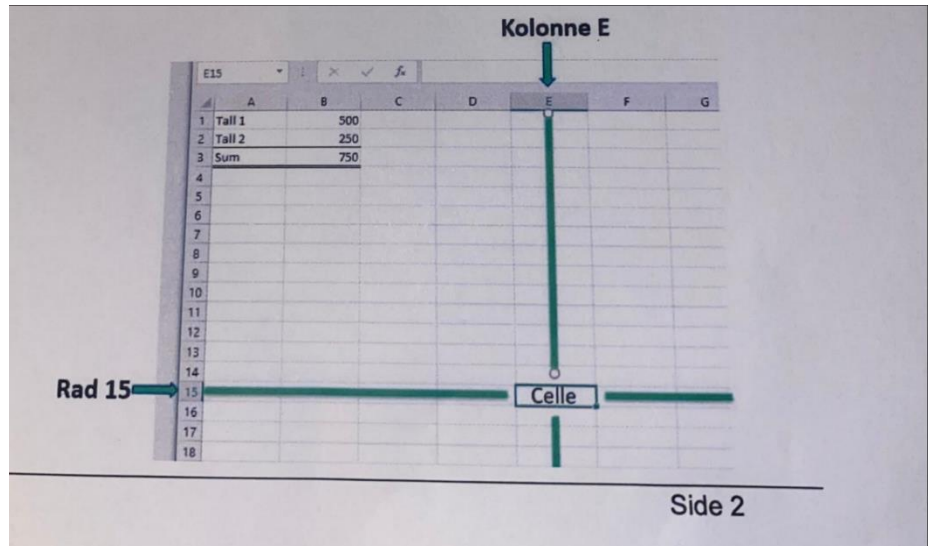 Kolonne E
E15 fx
A B C D E F G
1 Tall 1 500
2 Tall 2 250
3 Sum 750
4
5
6
7
8
9
10
11
12
13
14
Rad 15 15 Celle
16
17
18
Side 2